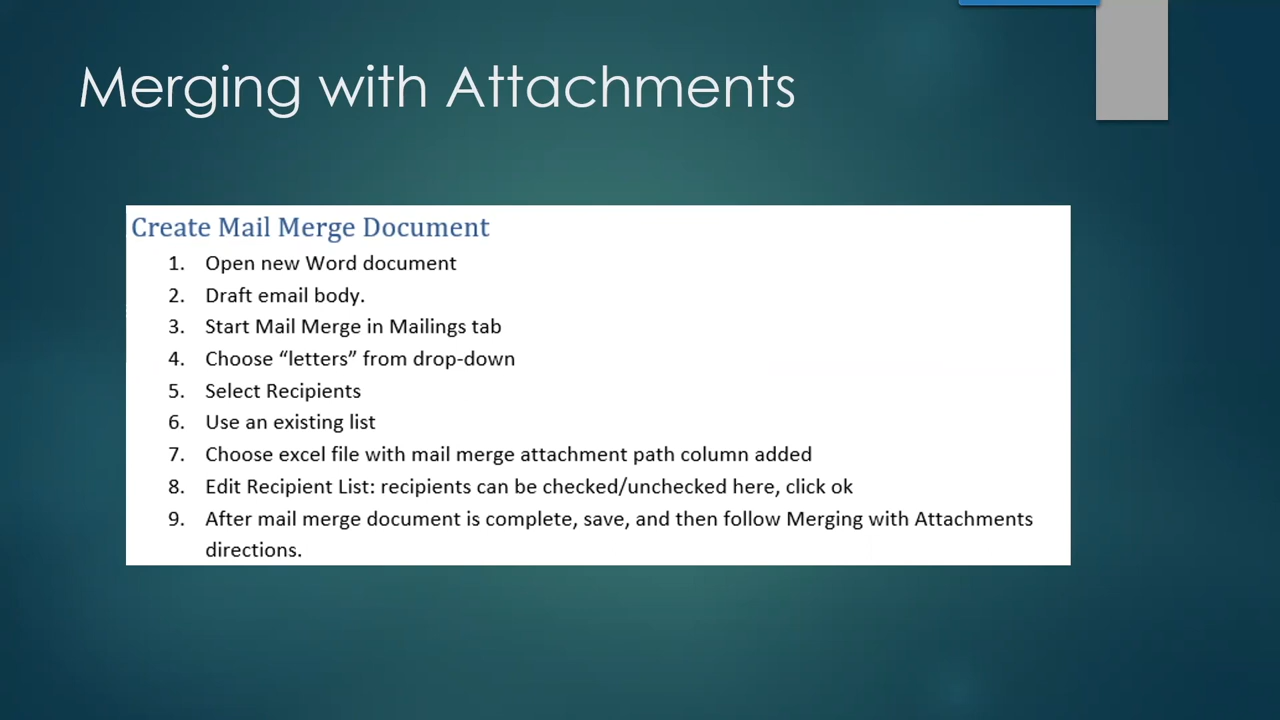 Merging with Attachments
Create Mail Merge Document
1. Open new Word document
2. Draft email body.
3. Start Mail Merge in Mailings tab
4. Choose “letters” from drop-down
5. Select Recipients
6. Use an existing list
7. Choose excel file with mail merge attachment path column added
8. Edit Recipient List: recipients can be checked/unchecked here, click ok
9. After mail merge document is complete, save, and then follow Merging with Attachments
directions.